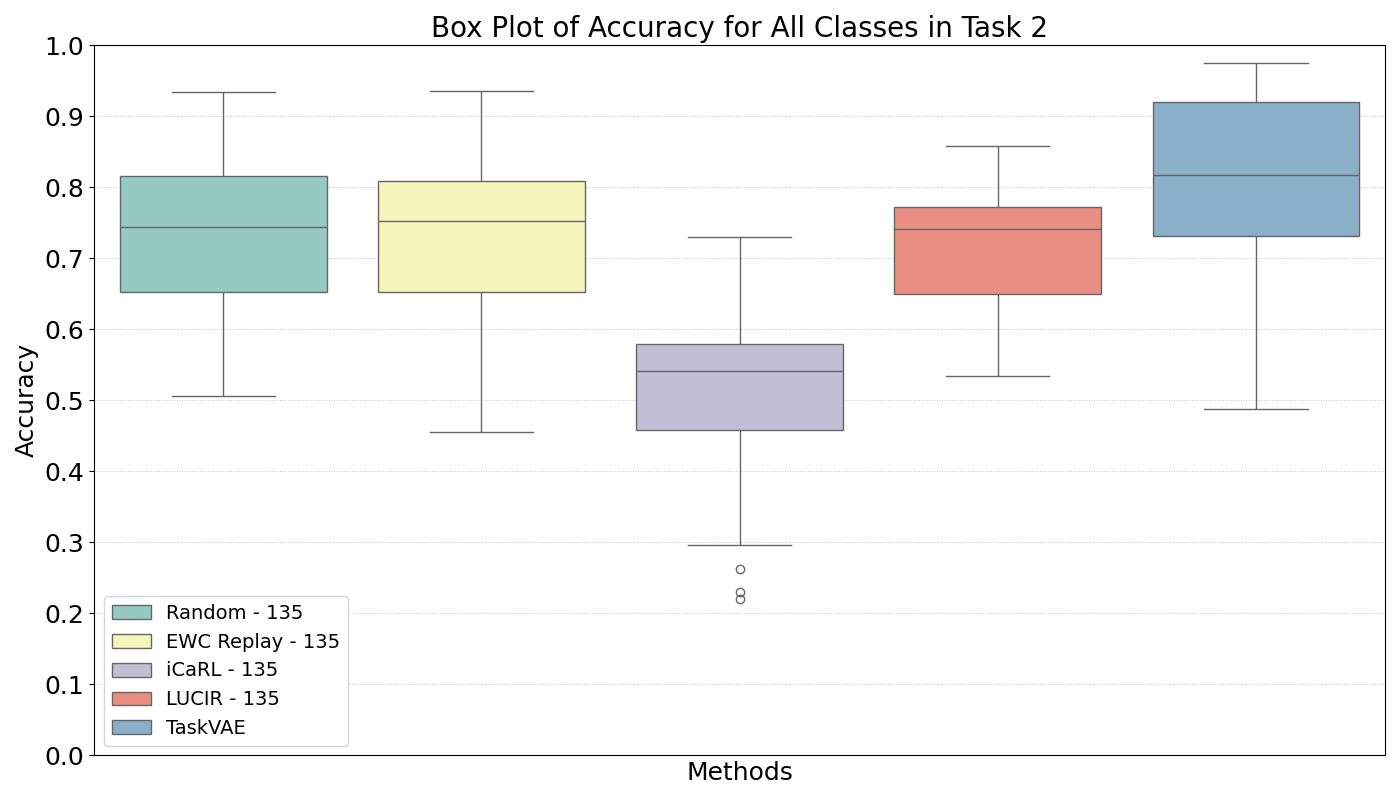 Box Plot of Accuracy for All Classes in Task 2
1.0
0.9
0.8
0.7
0.6
0.5
0.4
0.3
0.2
0.1
0.0
Accuracy
Random - 135
EWC Replay - 135
iCaRL - 135
LUCIR - 135
TaskVAE
Methods